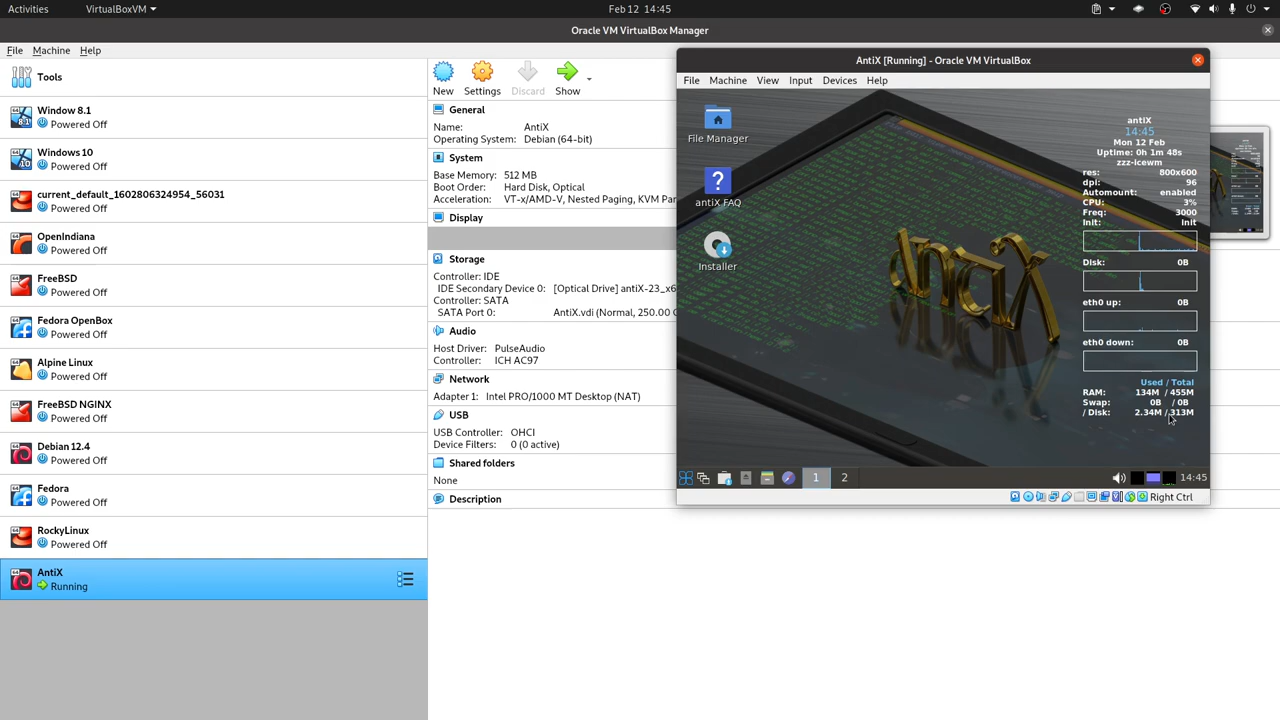 Activities
VirtualBoxVM
Feb 12 14:45
Oracle VM VirtualBox Manager
File Machine Help
Tools
Window 8.1
Powered Off
Windows 10
Powered Off
current_default_1602806324954_56031
Powered Off
OpenIndiana
Powered Off
FreeBSD
Powered Off
Fedora OpenBox
Powered Off
Alpine Linux
Powered Off
FreeBSD NGINX
Powered Off
Debian 12.4
Powered Off
Fedora
Powered Off
RockyLinux
Powered Off
AntiX
Running
New Settings Discard Show
General
Name: AntiX
Operating System: Debian (64-bit)
System
Base Memory: 512 MB
Boot Order: Hard Disk, Optical
Acceleration: VT-x/AMD-V, Nested Paging, KVM Par
Display
Storage
Controller: IDE
IDE Secondary Device 0: [Optical Drive] antiX-23_x6
Controller: SATA
SATA Port 0: AntiX.vdi (Normal, 250.00 G
Audio
Host Driver: PulseAudio
Controller: ICH AC97
Network
Adapter 1: Intel PRO/1000 MT Desktop (NAT)
USB
USB Controller: OHCI
Device Filters: 0 (0 active)
Shared folders
None
Description
AntiX [Running] - Oracle VM VirtualBox
File Machine View Input Devices Help
File Manager
antiX FAQ
Installer
antiX
antiX
14:45
Mon 12 Feb
Uptime: 0h 1m 48s
zzz-icewm
res: 800x600
dpi: 96
Automount: enabled
CPU: 3%
Freq: 3000
Init: Init
Disk: 0B
eth0 up: 0B
eth0 down: 0B
Used / Total
RAM: 134M / 455M
Swap: 0B / 0B
/ Disk: 2.34M / 313M
1 2
14:45
Right Ctrl